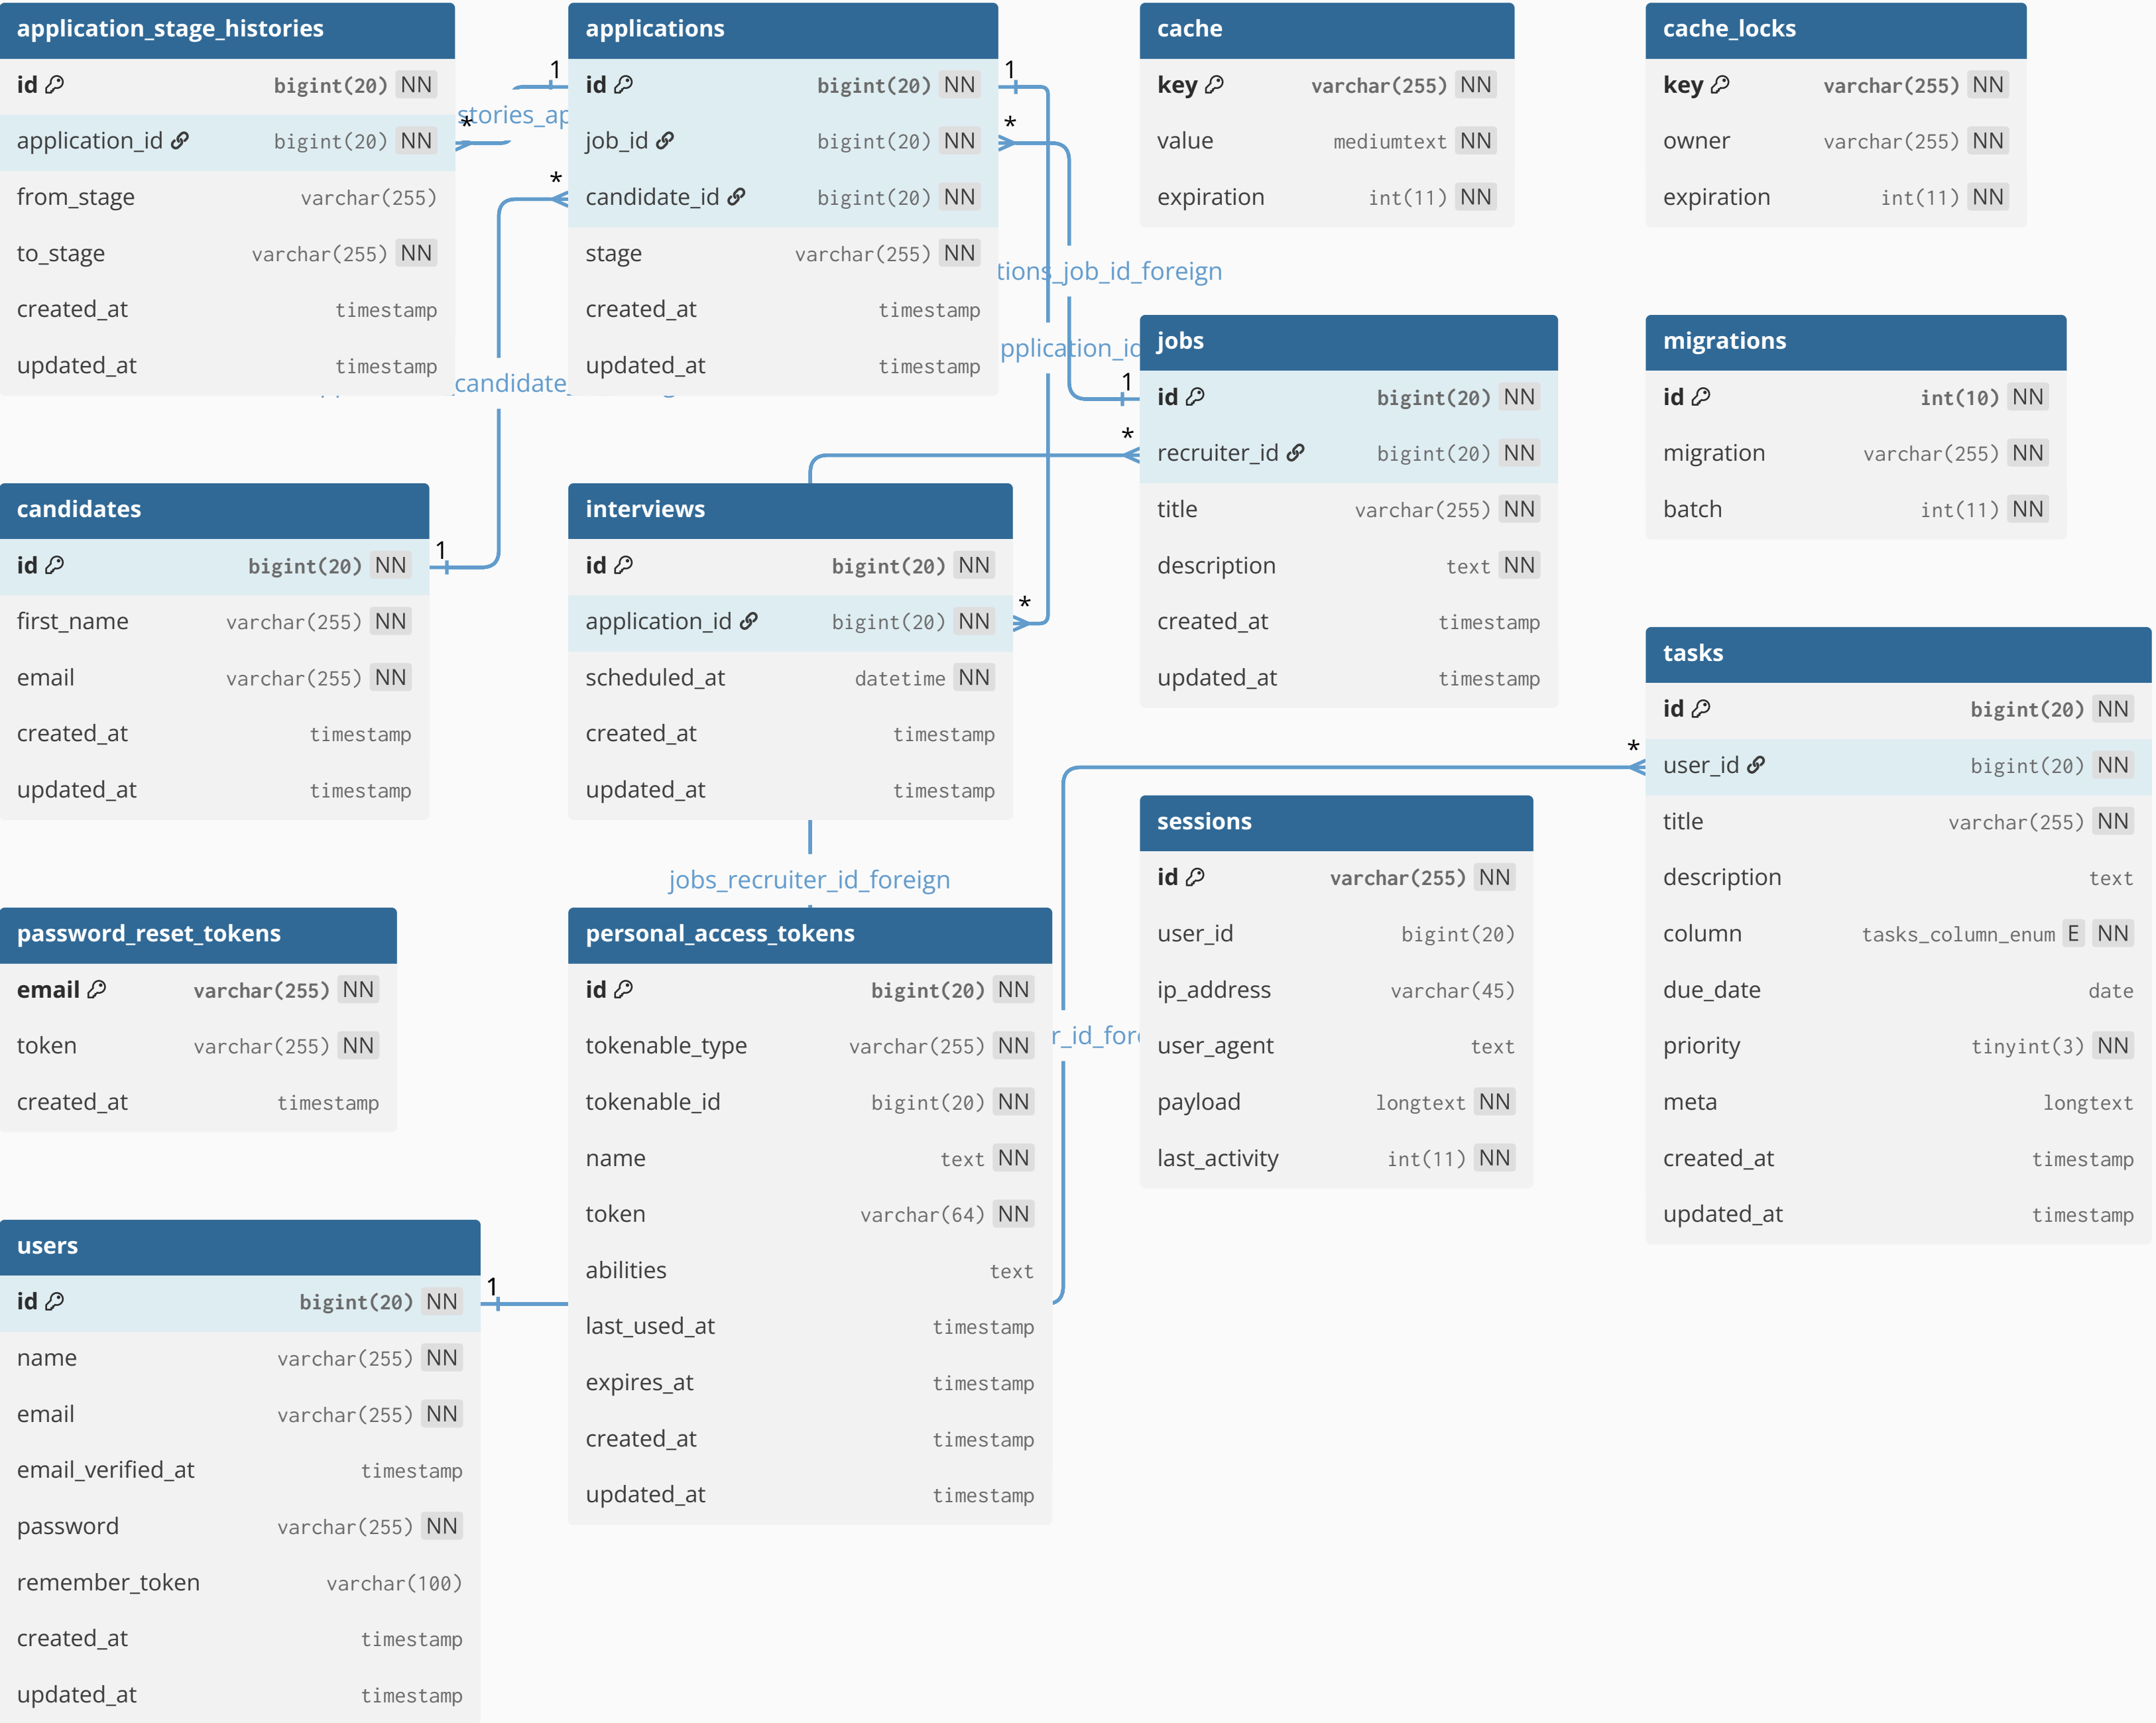 application_stage_histories
id bigint(20) NN
application_id bigint(20) NN
from_stage varchar(255)
to_stage varchar(255) NN
created_at timestamp
updated_at timestamp
1
stories_ap
*
*
candidate_
applications
id bigint(20) NN
job_id bigint(20) NN
candidate_id bigint(20) NN
stage varchar(255) NN
created_at timestamp
updated_at timestamp
1
*
tions_job_id_foreign
pplication_id
cache
key varchar(255) NN
value mediumtext NN
expiration int(11) NN
cache_locks
key varchar(255) NN
owner varchar(255) NN
expiration int(11) NN
jobs
1
id bigint(20) NN
*
recruiter_id bigint(20) NN
title varchar(255) NN
description text NN
created_at timestamp
updated_at timestamp
migrations
id int(10) NN
migration varchar(255) NN
batch int(11) NN
candidates
id bigint(20) NN
1
first_name varchar(255) NN
email varchar(255) NN
created_at timestamp
updated_at timestamp
interviews
id bigint(20) NN
application_id bigint(20) NN
*
scheduled_at datetime NN
created_at timestamp
updated_at timestamp
jobs_recruiter_id_foreign
tasks
id bigint(20) NN
*
user_id bigint(20) NN
title varchar(255) NN
description text
column tasks_column_enum E NN
due_date date
priority tinyint(3) NN
meta longtext
created_at timestamp
updated_at timestamp
sessions
id varchar(255) NN
user_id bigint(20)
ip_address varchar(45)
user_agent text
payload longtext NN
last_activity int(11) NN
r_id_fore
password_reset_tokens
email varchar(255) NN
token varchar(255) NN
created_at timestamp
personal_access_tokens
id bigint(20) NN
tokenable_type varchar(255) NN
tokenable_id bigint(20) NN
name text NN
token varchar(64) NN
abilities text
last_used_at timestamp
expires_at timestamp
created_at timestamp
updated_at timestamp
users
id bigint(20) NN
1
name varchar(255) NN
email varchar(255) NN
email_verified_at timestamp
password varchar(255) NN
remember_token varchar(100)
created_at timestamp
updated_at timestamp